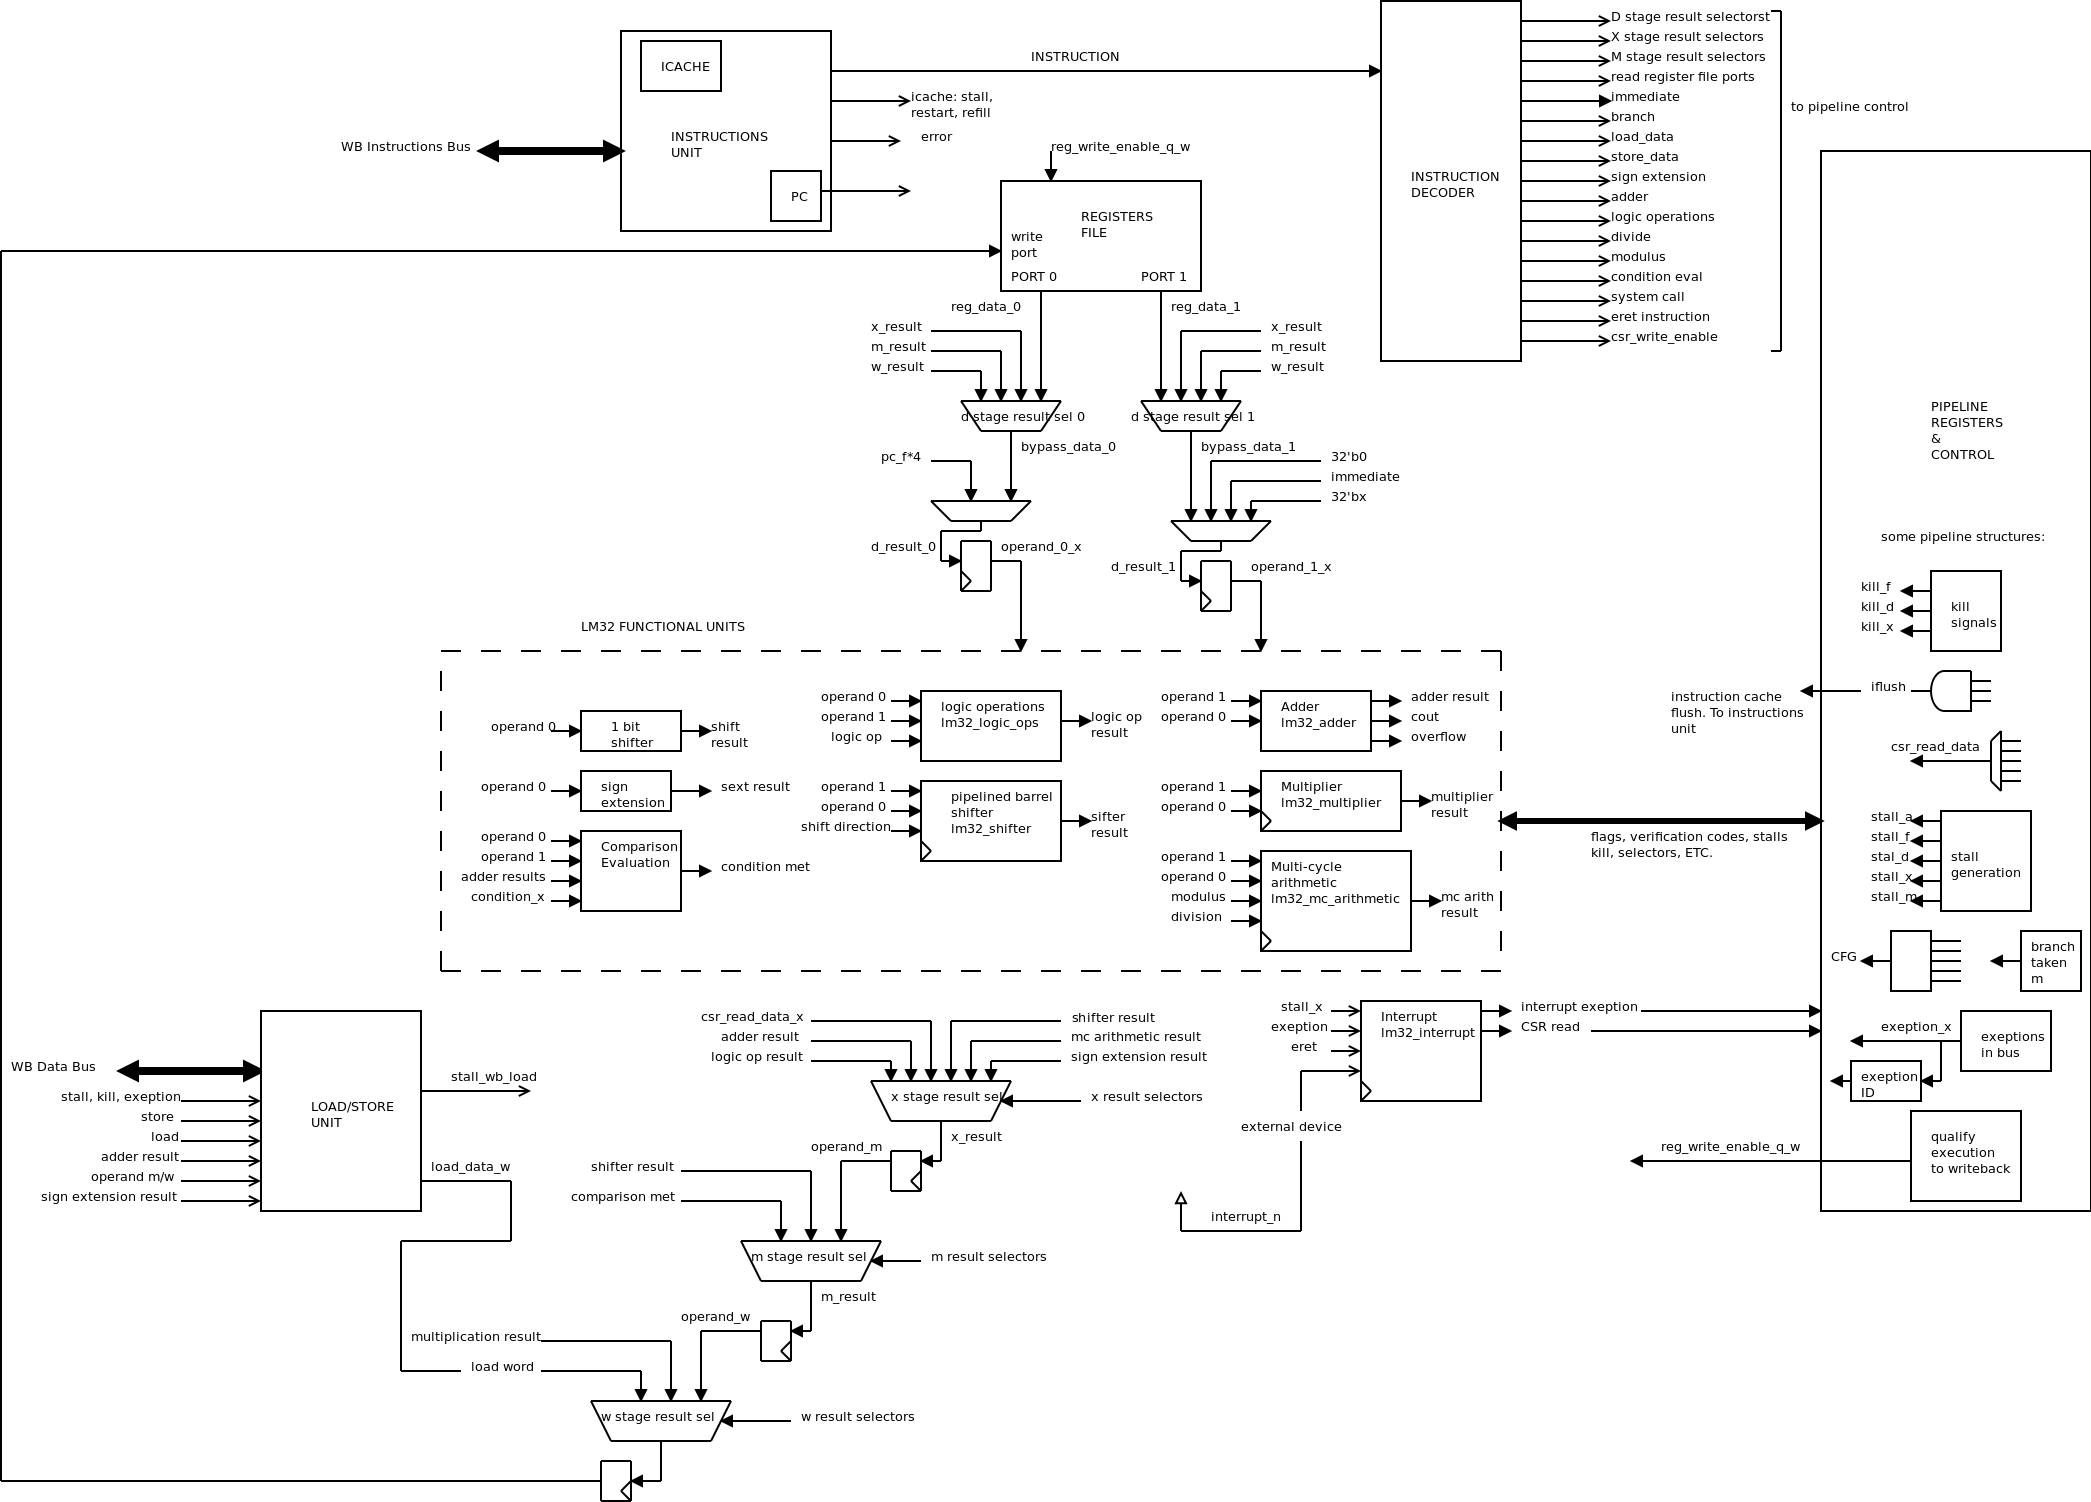 ICACHE
INSTRUCTIONS
UNIT
PC
WB Instructions Bus
INSTRUCTION
icache: stall,
restart, refill
error
reg_write_enable_q_w
REGISTERS
FILE
write
port
PORT 0
PORT 1
INSTRUCTION
DECODER
D stage result selectorst
X stage result selectors
M stage result selectors
read register file ports
immediate
branch
load_data
store_data
sign extension
adder
logic operations
divide
modulus
condition eval
system call
eret instruction
csr_write_enable
to pipeline control
reg_data_0
x_result
m_result
w_result
reg_data_1
x_result
m_result
w_result
d stage result sel 0
d stage result sel 1
bypass_data_0
pc_f*4
bypass_data_1
32'b0
immediate
32'bx
d_result_0
operand_0_x
d_result_1
operand_1_x
LM32 FUNCTIONAL UNITS
operand 0
1 bit
shifter
shift
result
operand 0
sign
extension
sext result
operand 0
operand 1
adder results
condition_x
Comparison
Evaluation
condition met
operand 0
operand 1
logic op
logic operations
lm32_logic_ops
logic op
result
operand 1
operand 0
shift direction
pipelined barrel
shifter
lm32_shifter
sifter
result
operand 1
operand 0
Adder
lm32_adder
adder result
cout
overflow
operand 1
operand 0
Multiplier
lm32_multiplier
multiplier
result
operand 1
operand 0
modulus
division
Multi-cycle
arithmetic
lm32_mc_arithmetic
mc arith
result
flags, verification codes, stalls
kill, selectors, ETC.
PIPELINE
REGISTERS
&
CONTROL
some pipeline structures:
kill_f
kill_d
kill_x
kill
signals
instruction cache
flush. To instructions
unit
iflush
csr_read_data
stall_a
stall_f
stal_d
stall_x
stall_m
stall
generation
CFG
branch
taken
m
exeption_x
exeptions
in bus
exeption
ID
reg_write_enable_q_w
qualify
execution
to writeback
WB Data Bus
stall, kill, exeption
store
load
adder result
operand m/w
sign extension result
LOAD/STORE
UNIT
stall_wb_load
load_data_w
csr_read_data_x
adder result
logic op result
shifter result
mc arithmetic result
sign extension result
x stage result sel
x result selectors
x_result
operand_m
stall_x
exeption
eret
Interrupt
lm32_interrupt
interrupt exeption
CSR read
external device
interrupt_n
shifter result
comparison met
m stage result sel
m result selectors
m_result
operand_w
multiplication result
load word
w stage result sel
w result selectors